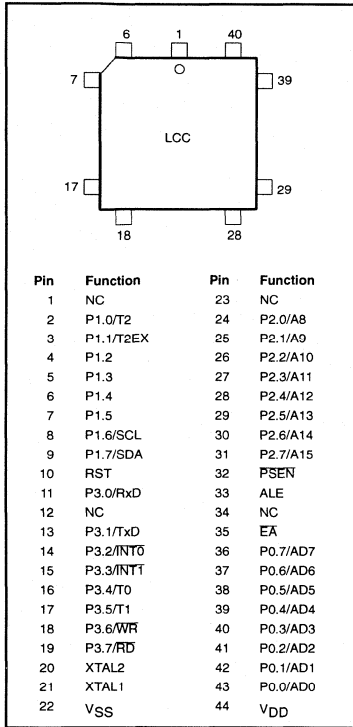 6 1 40
7 39
LCC
17 29
18 28
Pin Function Pin Function
1 NC 23 NC
2 P1.0/T2 24 P2.0/A8
3 P1.1/T2EX 25 P2.1/A9
4 P1.2 26 P2.2/A10
5 P1.3 27 P2.3/A11
6 P1.4 28 P2.4/A12
7 P1.5 29 P2.5/A13
8 P1.6/SCL 30 P2.6/A14
9 P1.7/SDA 31 P2.7/A15
10 RST 32 P̅S̅E̅N̅
11 P3.0/RxD 33 ALE
12 NC 34 NC
13 P3.1/TxD 35 E̅A̅
14 P3.2/I̅N̅T̅0̅ 36 P0.7/AD7
15 P3.3/I̅N̅T̅1̅ 37 P0.6/AD6
16 P3.4/T0 38 P0.5/AD5
17 P3.5/T1 39 P0.4/AD4
18 P3.6/W̅R̅ 40 P0.3/AD3
19 P3.7/R̅D̅ 41 P0.2/AD2
20 XTAL2 42 P0.1/AD1
21 XTAL1 43 P0.0/AD0
22 VSS 44 VDD